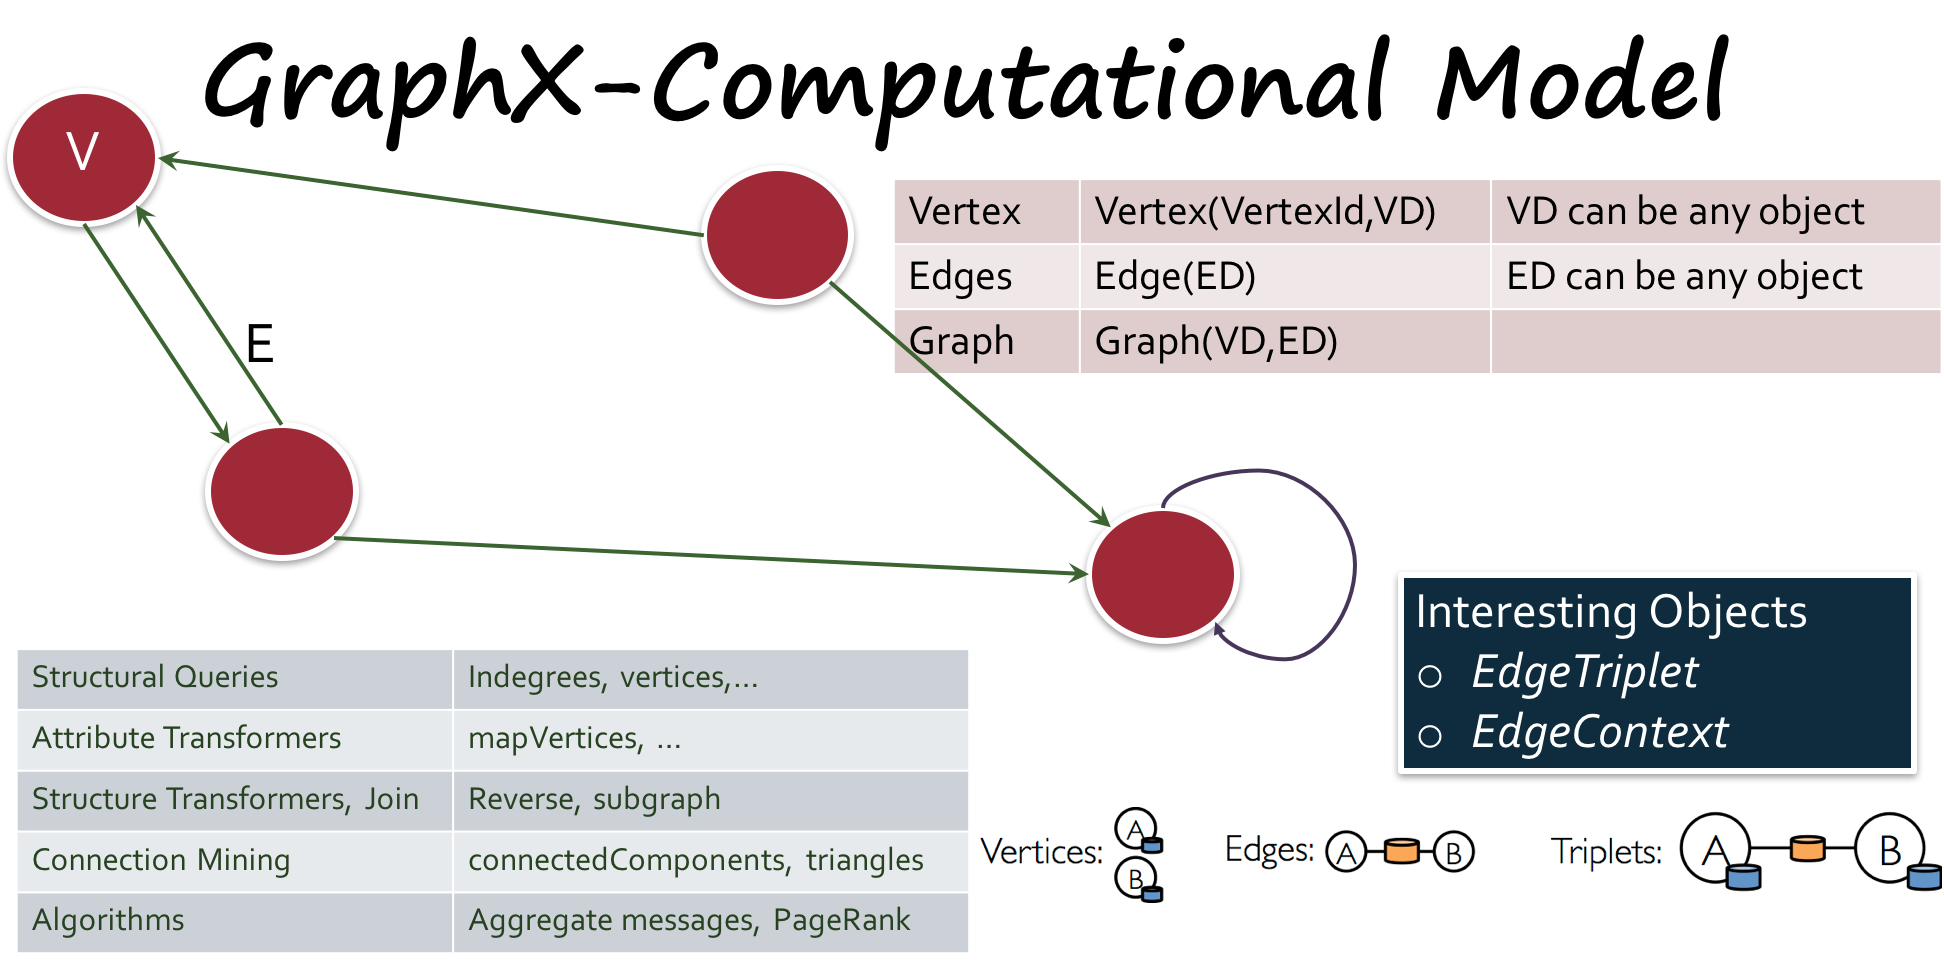 GraphX-Computational Model
V
E
Vertex Vertex(VertexId,VD) VD can be any object
Edges Edge(ED) ED can be any object
Graph Graph(VD,ED)
Interesting Objects
o EdgeTriplet
o EdgeContext
Structural Queries Indegrees, vertices,...
Attribute Transformers mapVertices, ...
Structure Transformers, Join Reverse, subgraph
Connection Mining connectedComponents, triangles
Algorithms Aggregate messages, PageRank
Vertices: A B
Edges: A B
Triplets: A B